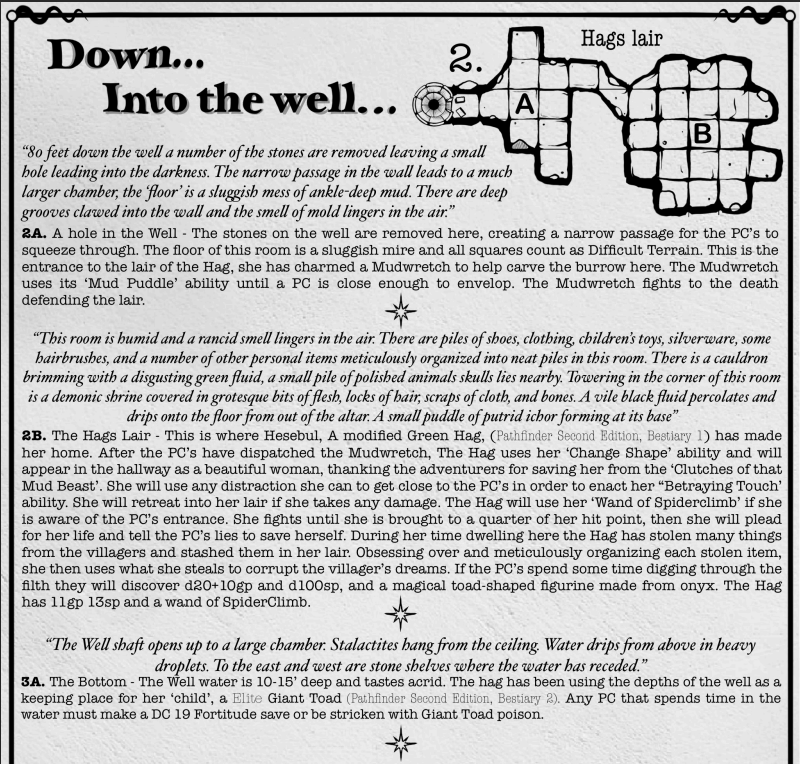 Down...
Into the well...
2.
Hags lair
A
B
“80 feet down the well a number of the stones are removed leaving a small
hole leading into the darkness. The narrow passage in the wall leads to a much
larger chamber, the ‘floor’ is a sluggish mess of ankle-deep mud. There are deep
grooves clawed into the wall and the smell of mold lingers in the air.”
2A. A hole in the Well - The stones on the well are removed here, creating a narrow passage for the PC’s to
squeeze through. The floor of this room is a sluggish mire and all squares count as Difficult Terrain. This is the
entrance to the lair of the Hag, she has charmed a Mudwretch to help carve the burrow here. The Mudwretch
uses its ‘Mud Puddle’ ability until a PC is close enough to envelop. The Mudwretch fights to the death
defending the lair.
“This room is humid and a rancid smell lingers in the air. There are piles of shoes, clothing, children’s toys, silverware, some
hairbrushes, and a number of other personal items meticulously organized into neat piles in this room. There is a cauldron
brimming with a disgusting green fluid, a small pile of polished animals skulls lies nearby. Towering in the corner of this room
is a demonic shrine covered in grotesque bits of flesh, locks of hair, scraps of cloth, and bones. A vile black fluid percolates and
drips onto the floor from out of the altar. A small puddle of putrid ichor forming at its base”
2B. The Hags Lair - This is where Hesebul, A modified Green Hag, (Pathfinder Second Edition, Bestiary 1) has made
her home. After the PC’s have dispatched the Mudwretch, The Hag uses her ‘Change Shape’ ability and will
appear in the hallway as a beautiful woman, thanking the adventurers for saving her from the ‘Clutches of that
Mud Beast’. She will use any distraction she can to get close to the PC’s in order to enact her “Betraying Touch’
ability. She will retreat into her lair if she takes any damage. The Hag will use her ‘Wand of Spiderclimb’ if she
is aware of the PC’s entrance. She fights until she is brought to a quarter of her hit point, then she will plead
for her life and tell the PC’s lies to save herself. During her time dwelling here the Hag has stolen many things
from the villagers and stashed them in her lair. Obsessing over and meticulously organizing each stolen item,
she then uses what she steals to corrupt the villager’s dreams. If the PC’s spend some time digging through the
filth they will discover d20+10gp and d100sp, and a magical toad-shaped figurine made from onyx. The Hag
has 11gp 13sp and a wand of SpiderClimb.
“The Well shaft opens up to a large chamber. Stalactites hang from the ceiling. Water drips from above in heavy
droplets. To the east and west are stone shelves where the water has receded.”
3A. The Bottom - The Well water is 10-15’ deep and tastes acrid. The hag has been using the depths of the well as a
keeping place for her ‘child’, a Elite Giant Toad (Pathfinder Second Edition, Bestiary 2). Any PC that spends time in the
water must make a DC 19 Fortitude save or be stricken with Giant Toad poison.